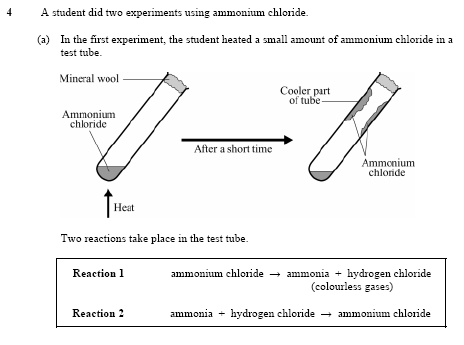 4 A student did two experiments using ammonium chloride.
(a) In the first experiment, the student heated a small amount of ammonium chloride in a
test tube.
Mineral wool
Ammonium
chloride
Heat
After a short time
Cooler part
of tube
Ammonium
chloride
Two reactions take place in the test tube.
Reaction 1 ammonium chloride → ammonia + hydrogen chloride
(colourless gases)
Reaction 2 ammonia + hydrogen chloride → ammonium chloride